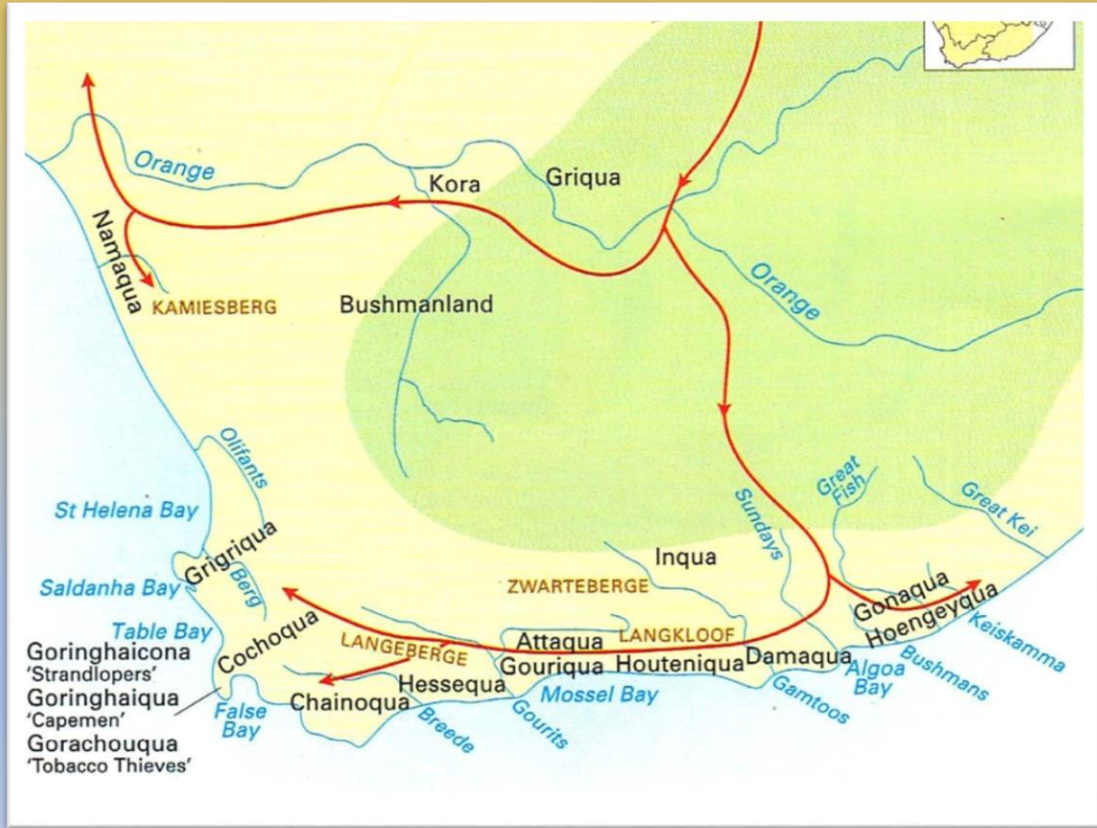 Orange
Kora
Griqua
Namaqua
KAMIESBERG
Bushmanland
Orange
Olifants
St Helena Bay
Grigriqua
Saldanha Bay
Berg
Table Bay
Goringhaicona
'Strandlopers'
Goringhaiqua
'Capemen'
Gorachouqua
'Tobacco Thieves'
Cochoqua
False
Bay
LANGEBERGE
Chainoqua
Hessequa
Breede
Attaqua
Gouriqua
Gourits
Mossel Bay
ZWARTEBERGE
Inqua
LANGKLOOF
Houteniqua
Damaqua
Gamtoos
Sundays
Great
Fish
Great Kei
Gonaqua
Hoengeyqua
Algoa
Bay
Bushmans
Keiskamma